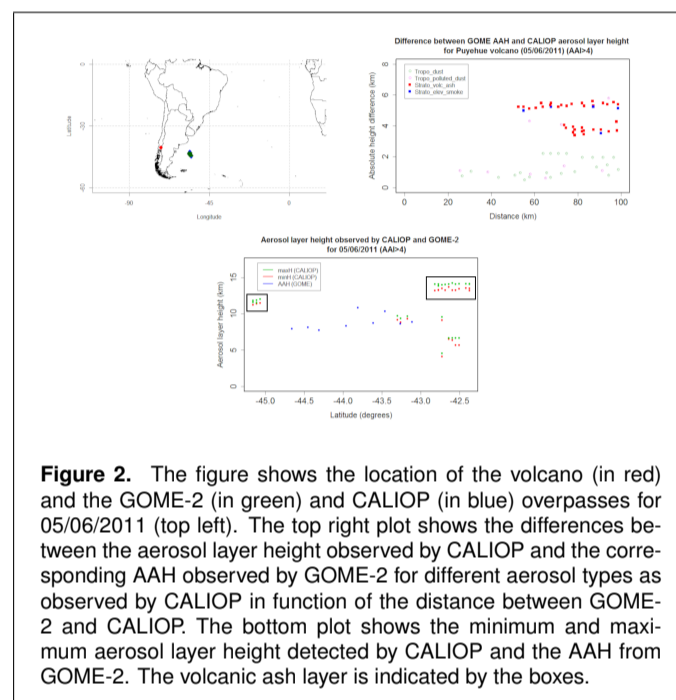 Difference between GOME AAH and CALIOP aerosol layer height
for Puyehue volcano (05/06/2011) (AAI>4)
Absolute height difference (km)
8
6
4
2
0
Tropo_dust
Tropo_polluted_dust
0
20
40
60
80
100
Distance (km)
Latitude
0
-90
-45
0
Longitude
Aerosol layer height observed by CALIOP and GOME-2
for 05/06/2011 (AAI>4)
Aerosol layer height (km)
15
10
5
0
maxH (CALIOP)
minH (CALIOP)
AAH (GOME)
-45.0
-44.5
-44.0
-43.5
-43.0
-42.5
Latitude (degrees)
Figure 2. The figure shows the location of the volcano (in red)
and the GOME-2 (in green) and CALIOP (in blue) overpasses for
05/06/2011 (top left). The top right plot shows the differences be-
tween the aerosol layer height observed by CALIOP and the corre-
sponding AAH observed by GOME-2 for different aerosol types as
observed by CALIOP in function of the distance between GOME-
2 and CALIOP. The bottom plot shows the minimum and maxi-
mum aerosol layer height detected by CALIOP and the AAH from
GOME-2. The volcanic ash layer is indicated by the boxes.